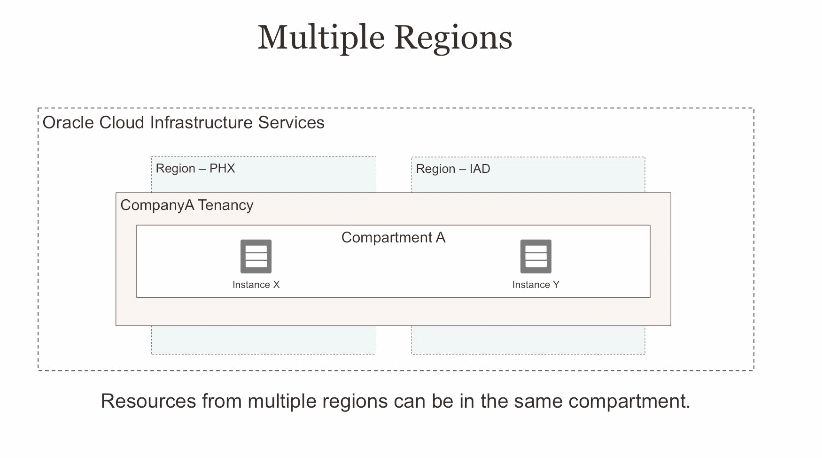 Multiple Regions
Oracle Cloud Infrastructure Services
Region – PHX
Region – IAD
CompanyA Tenancy
Compartment A
Instance X
Instance Y
Resources from multiple regions can be in the same compartment.